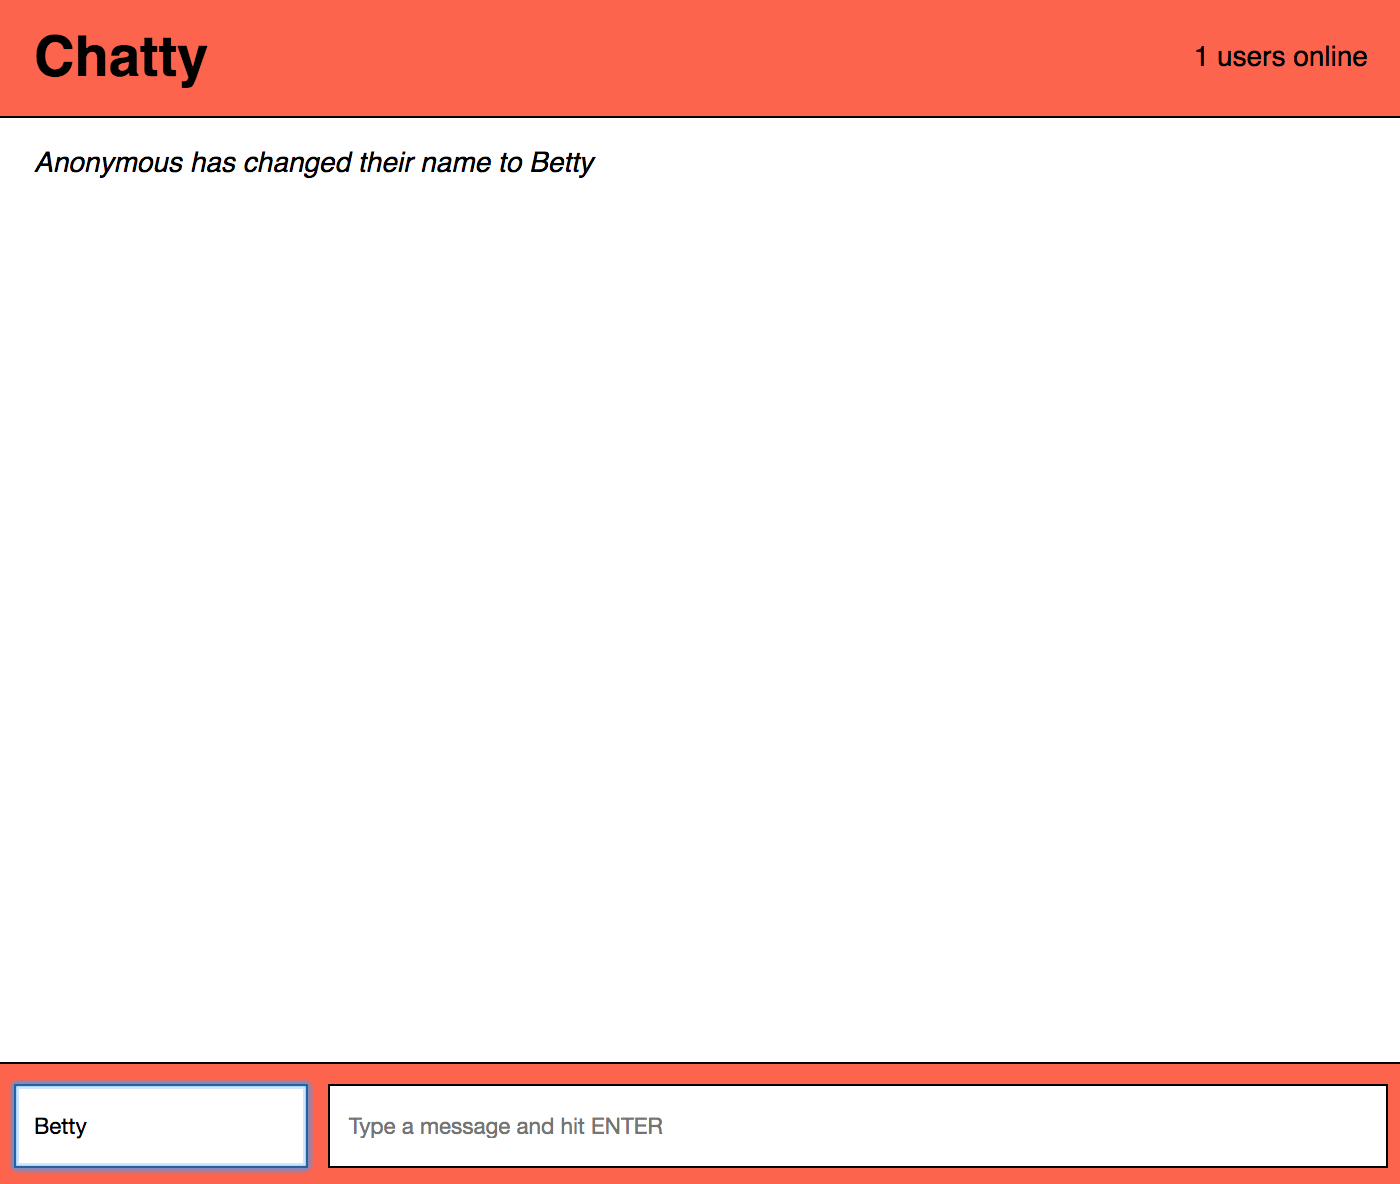 Chatty
1 users online
Anonymous has changed their name to Betty
Betty
Type a message and hit ENTER